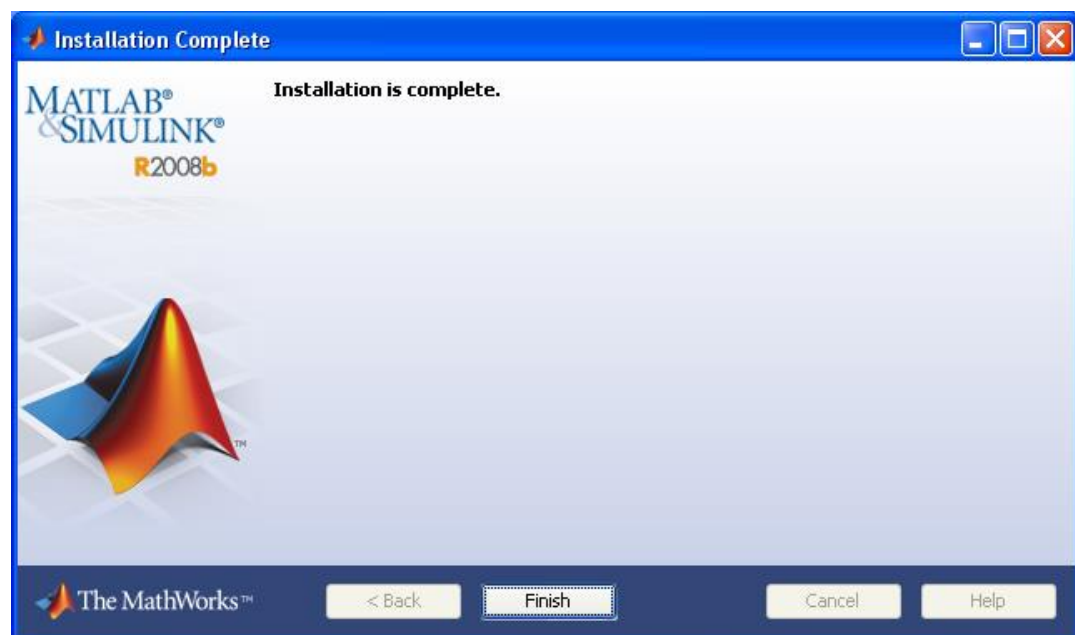 Installation Complete
Installation is complete.
MATLAB®
&SIMULINK®
R2008b
TM
The MathWorks™
< Back
Finish
Cancel
Help